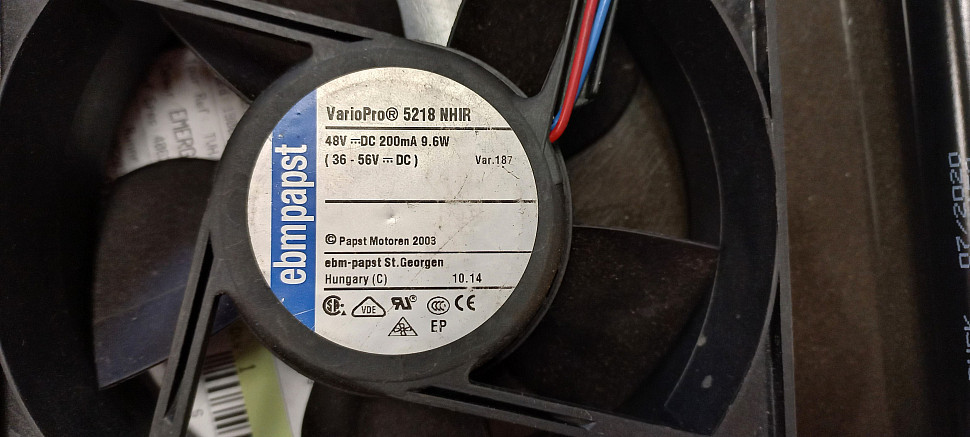 ebmpapst
VarioPro® 5218 NHIR
48V ⎓DC 200mA 9.6W
( 36 - 56V ⎓ DC )
Var.187
© Papst Motoren 2003
ebm-papst St.Georgen
Hungary (C)
10.14
VDE
EP
EMERG
07/2020